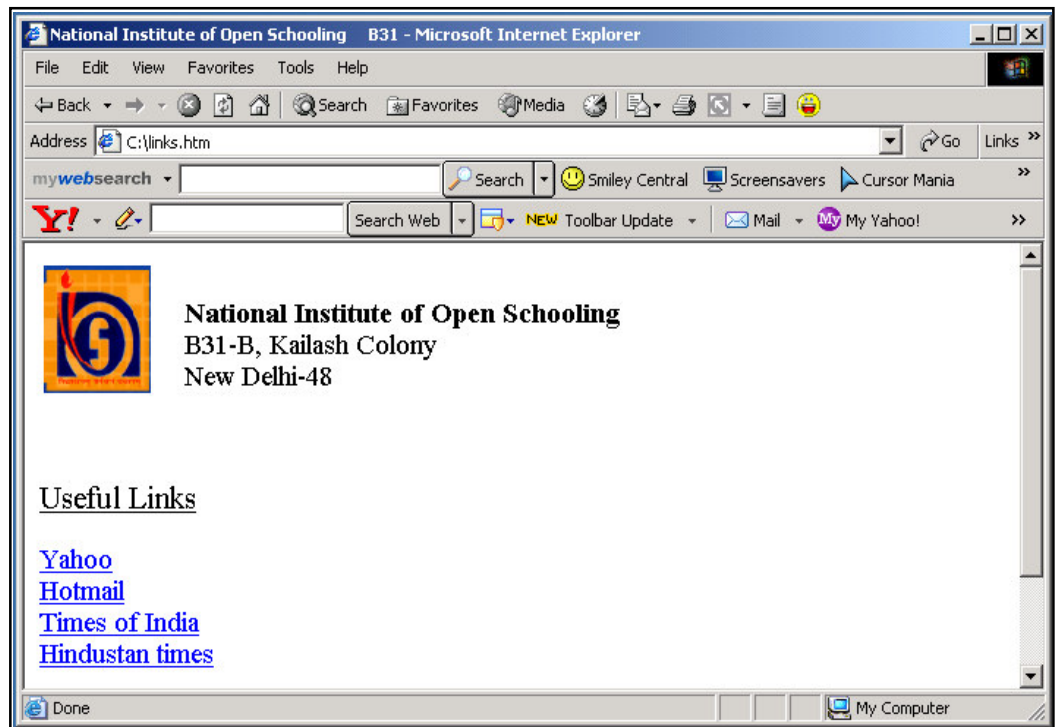 National Institute of Open Schooling B31 - Microsoft Internet Explorer
File Edit View Favorites Tools Help
Back Search Favorites Media
Address C:\links.htm Go Links »
mywebsearch Search Smiley Central Screensavers Cursor Mania »
Y! Search Web NEW Toolbar Update Mail My My Yahoo! »
National Institute of Open Schooling
B31-B, Kailash Colony
New Delhi-48
Useful Links
Yahoo
Hotmail
Times of India
Hindustan times
Done My Computer